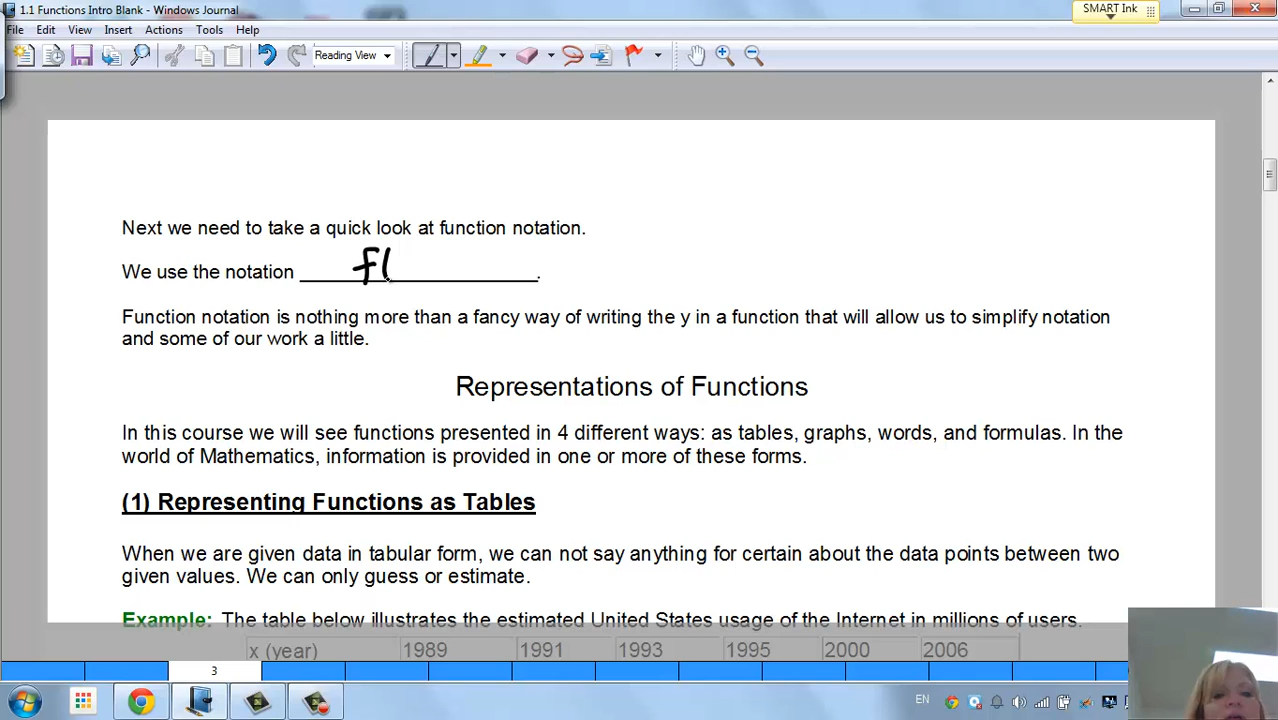 1.1 Functions Intro Blank - Windows Journal
SMART Ink
File Edit View Insert Actions Tools Help
Reading View
Next we need to take a quick look at function notation.
We use the notation f( .
Function notation is nothing more than a fancy way of writing the y in a function that will allow us to simplify notation
and some of our work a little.
Representations of Functions
In this course we will see functions presented in 4 different ways: as tables, graphs, words, and formulas. In the
world of Mathematics, information is provided in one or more of these forms.
(1) Representing Functions as Tables
When we are given data in tabular form, we can not say anything for certain about the data points between two
given values. We can only guess or estimate.
Example: The table below illustrates the estimated United States usage of the Internet in millions of users.
x (year) 1989 1991 1993 1995 2000 2006
3
EN